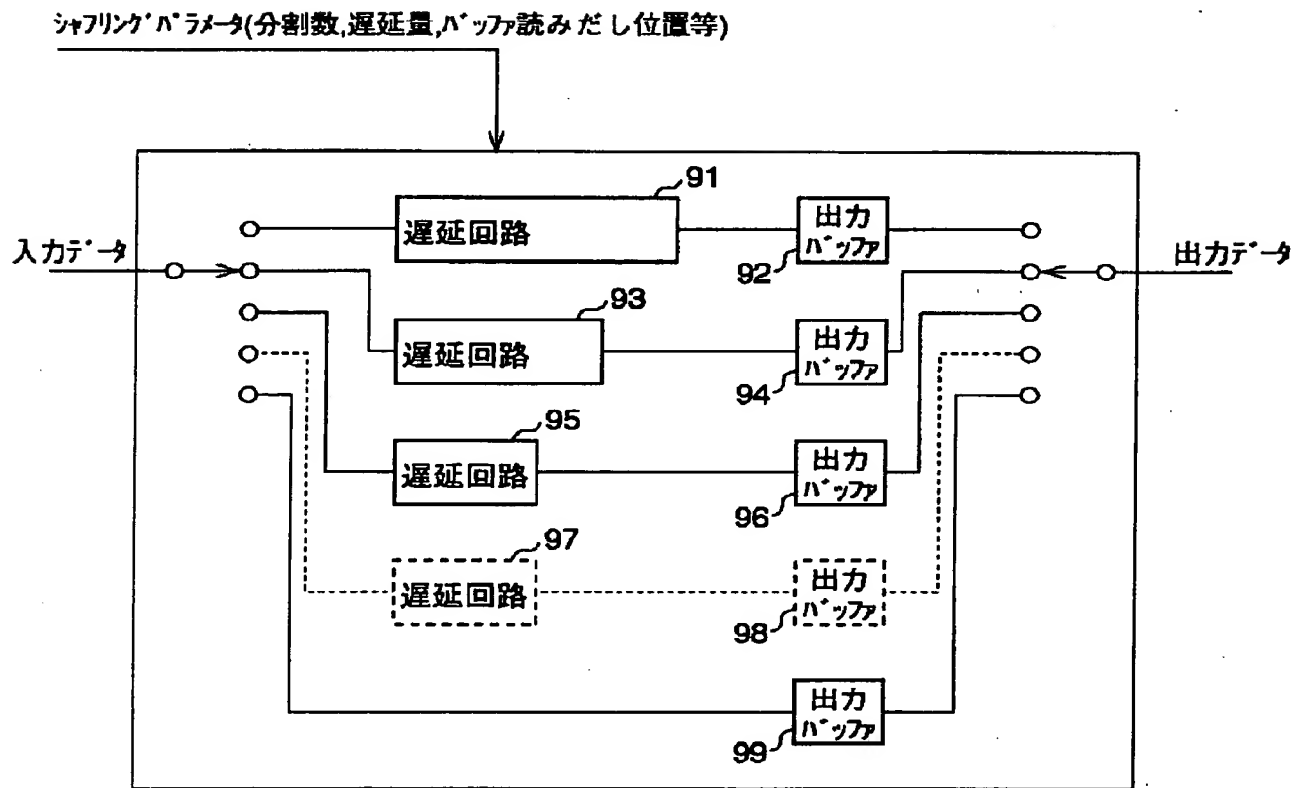 シャフリングパラメータ(分割数,遅延量,バッファ読みだし位置等)
91
遅延回路
出力
バッファ
92
入力データ
出力データ
93
遅延回路
出力
バッファ
94
95
遅延回路
出力
バッファ
96
97
遅延回路
出力
バッファ
98
出力
バッファ
99